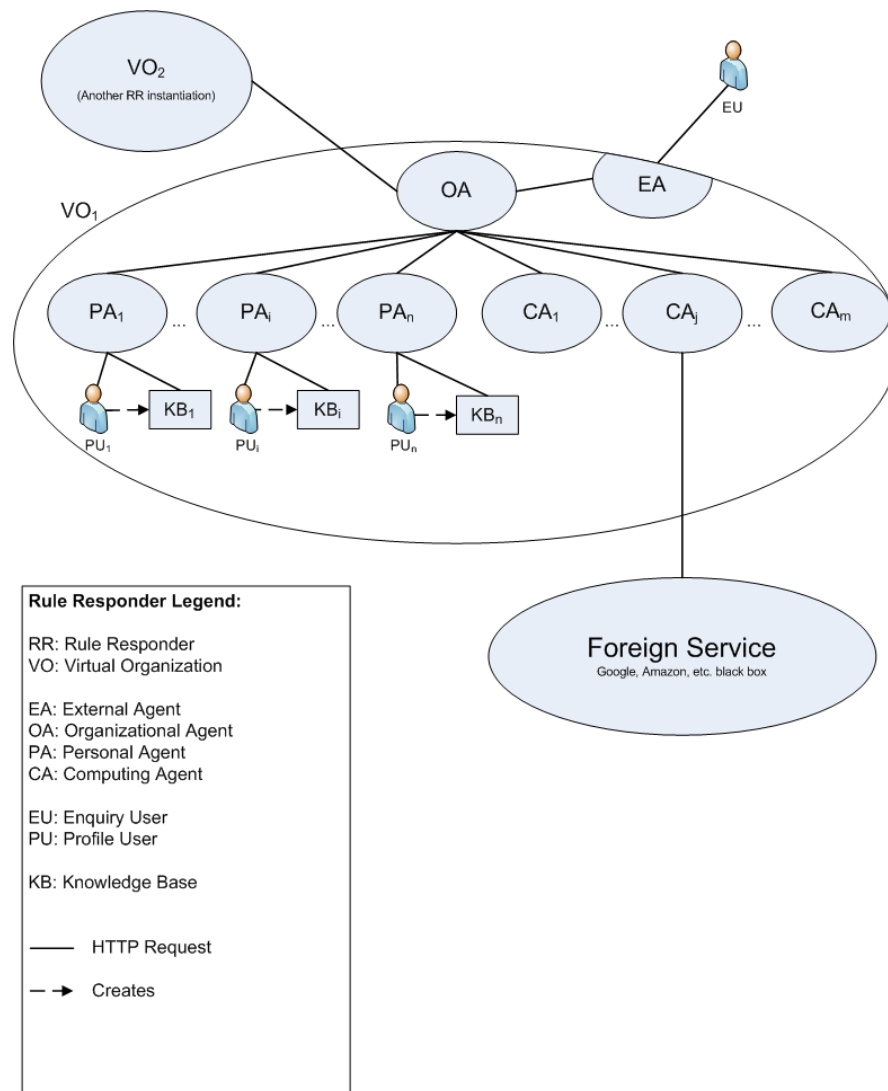 VO₂
(Another RR instantiation)
EU
OA
EA
VO₁
PA₁
...
PAᵢ
...
PAₙ
CA₁
...
CAⱼ
...
CAₘ
KB₁
KBᵢ
KBₙ
PU₁
PUᵢ
PUₙ
Foreign Service
Google, Amazon, etc. black box
Rule Responder Legend:
RR: Rule Responder
VO: Virtual Organization
EA: External Agent
OA: Organizational Agent
PA: Personal Agent
CA: Computing Agent
EU: Enquiry User
PU: Profile User
KB: Knowledge Base
HTTP Request
Creates